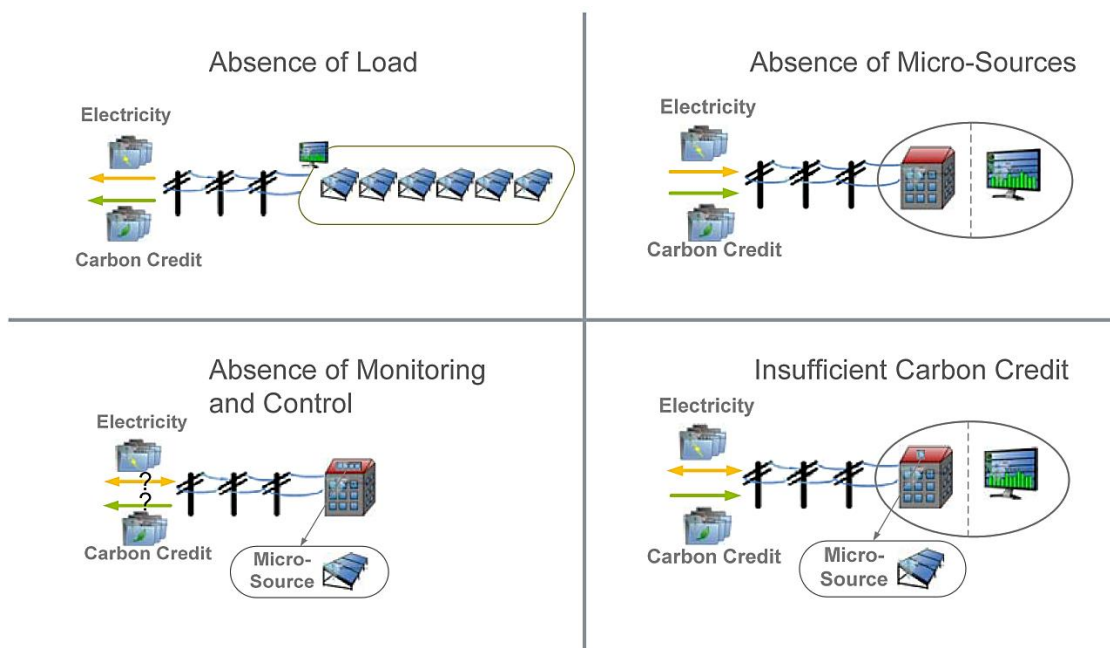 Absence of Load
Electricity
Carbon Credit
Absence of Micro-Sources
Electricity
Carbon Credit
Absence of Monitoring
and Control
Electricity
?
?
Carbon Credit
Micro-
Source
Insufficient Carbon Credit
Electricity
Carbon Credit
Micro-
Source